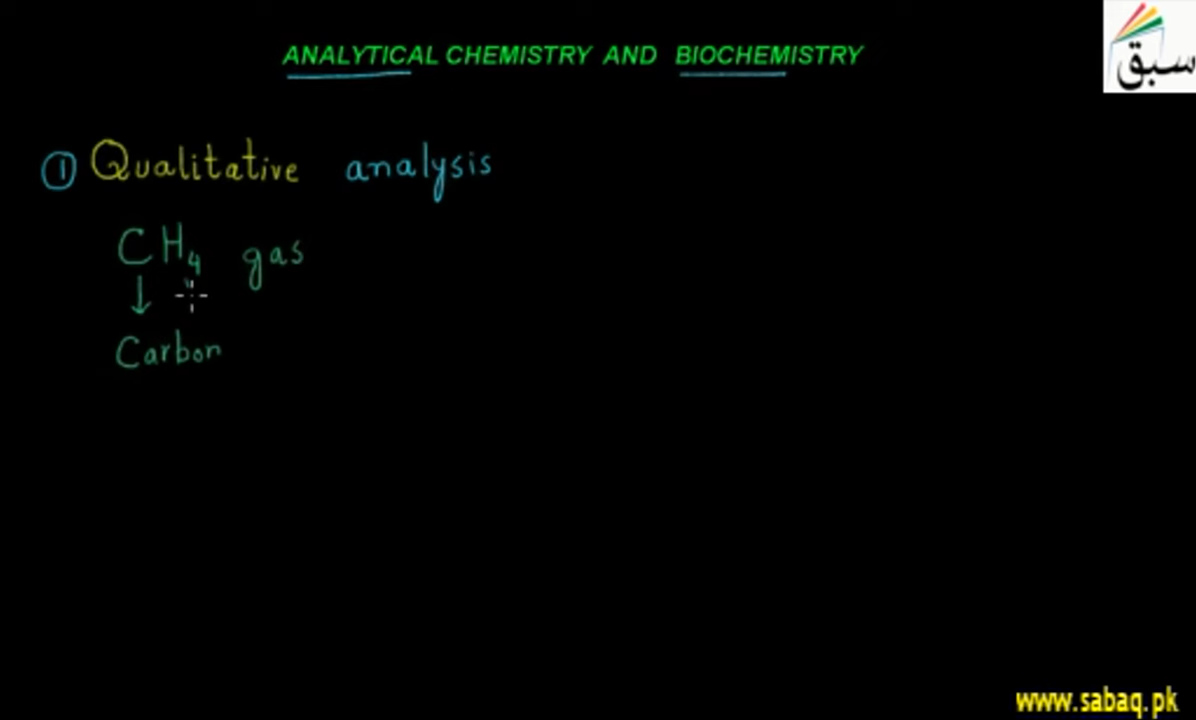 ANALYTICAL CHEMISTRY AND BIOCHEMISTRY
سبق
① Qualitative analysis
CH₄ gas
↓
Carbon
www.sabaq.pk